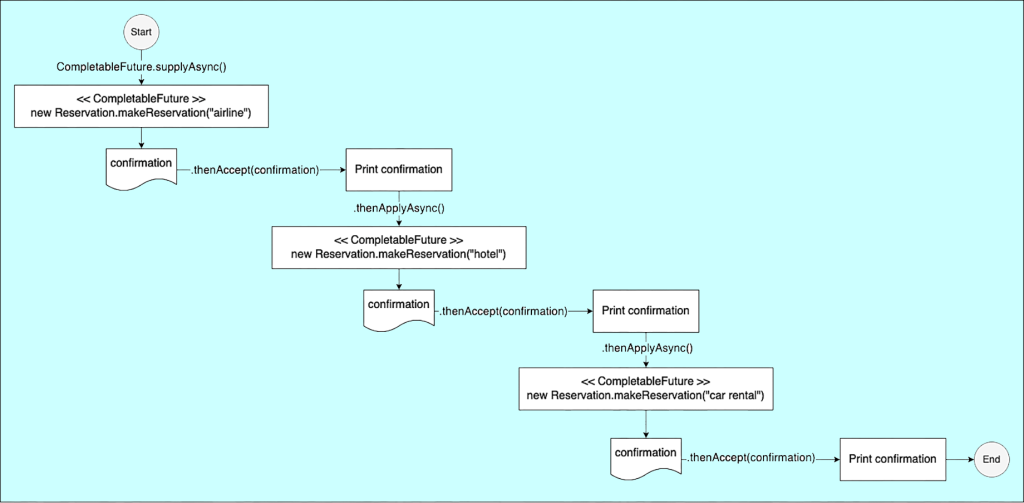 Start
CompletableFuture.supplyAsync()
<< CompletableFuture >>
new Reservation.makeReservation("airline")
confirmation
.thenAccept(confirmation)
Print confirmation
.thenApplyAsync()
<< CompletableFuture >>
new Reservation.makeReservation("hotel")
confirmation
.thenAccept(confirmation)
Print confirmation
.thenApplyAsync()
<< CompletableFuture >>
new Reservation.makeReservation("car rental")
confirmation
.thenAccept(confirmation)
Print confirmation
End